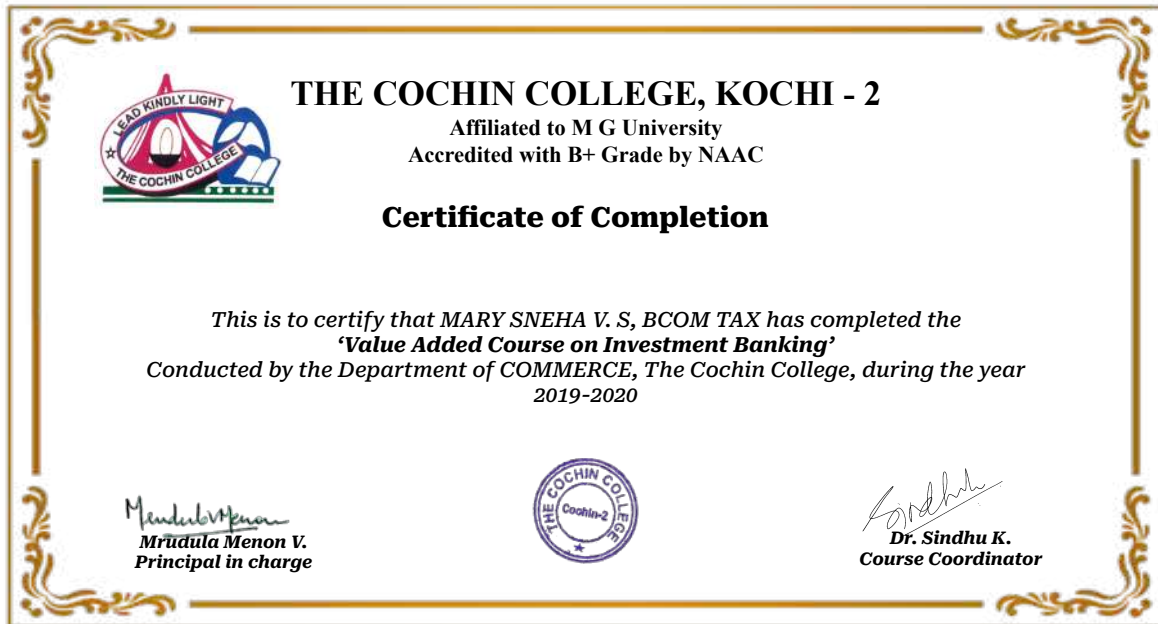 THE COCHIN COLLEGE, KOCHI - 2
Affiliated to M G University
Accredited with B+ Grade by NAAC
LEAD KINDLY LIGHT
THE COCHIN COLLEGE
Certificate of Completion
This is to certify that MARY SNEHA V. S, BCOM TAX has completed the
‘Value Added Course on Investment Banking’
Conducted by the Department of COMMERCE, The Cochin College, during the year
2019-2020
THE COCHIN COLLEGE
Cochin-2
Mrudula Menon
Mrudula Menon V.
Principal in charge
Sindhu
Dr. Sindhu K.
Course Coordinator